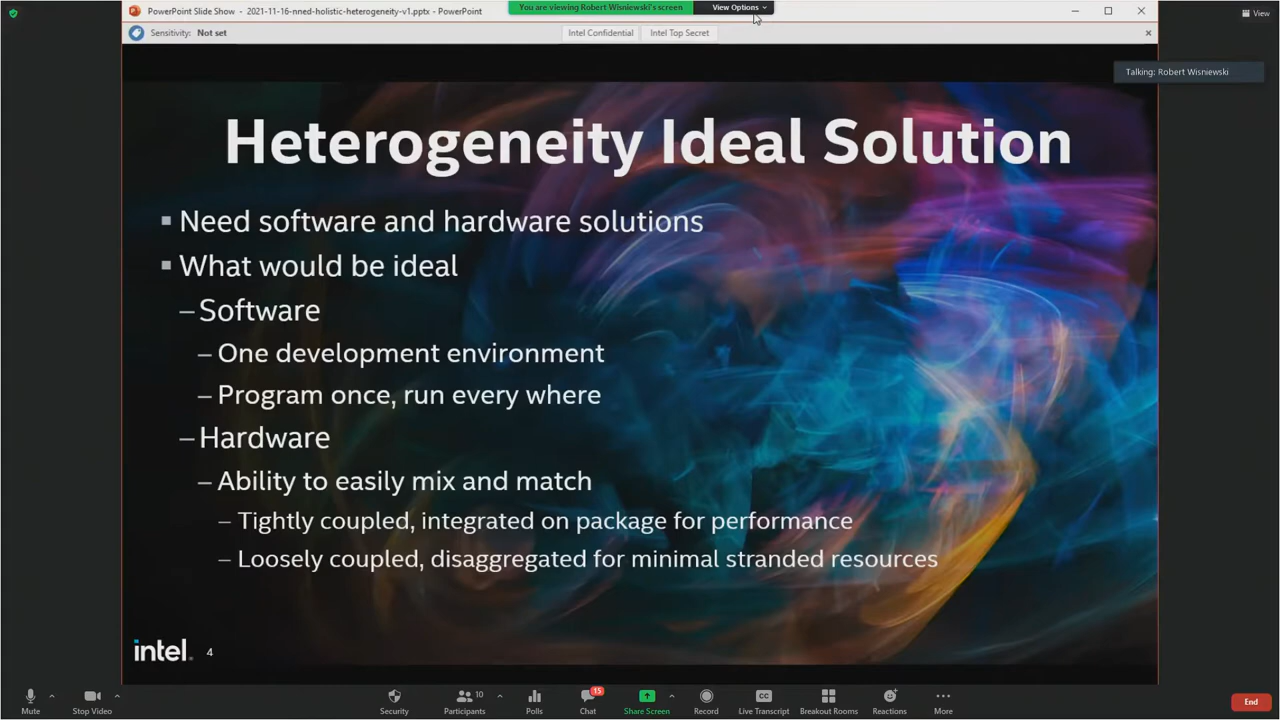 PowerPoint Slide Show - 2021-11-16-nned-holistic-heterogeneity-v1.pptx - PowerPoint
You are viewing Robert Wisniewski's screen
View Options
View
Sensitivity: Not set
Intel Confidential
Intel Top Secret
Talking: Robert Wisniewski
Heterogeneity Ideal Solution
▪ Need software and hardware solutions
▪ What would be ideal
– Software
– One development environment
– Program once, run every where
– Hardware
– Ability to easily mix and match
– Tightly coupled, integrated on package for performance
– Loosely coupled, disaggregated for minimal stranded resources
intel. 4
Mute
Stop Video
Security
Participants 10
Polls
Chat 15
Share Screen
Record
CC Live Transcript
Breakout Rooms
Reactions
More
End